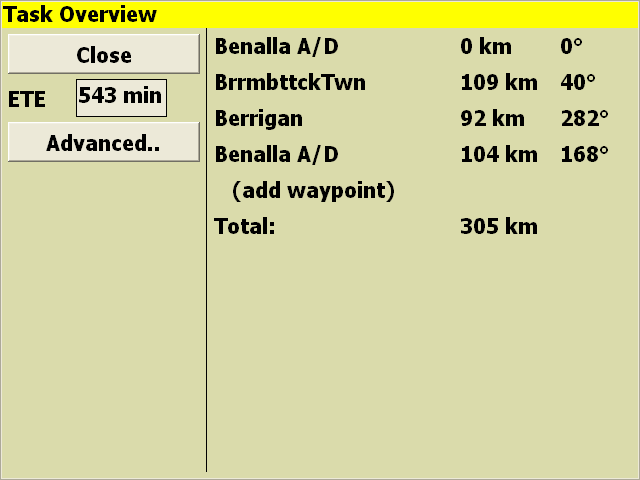 Task Overview
Close
ETE 543 min
Advanced..
Benalla A/D 0 km 0°
BrrmbttckTwn 109 km 40°
Berrigan 92 km 282°
Benalla A/D 104 km 168°
(add waypoint)
Total: 305 km